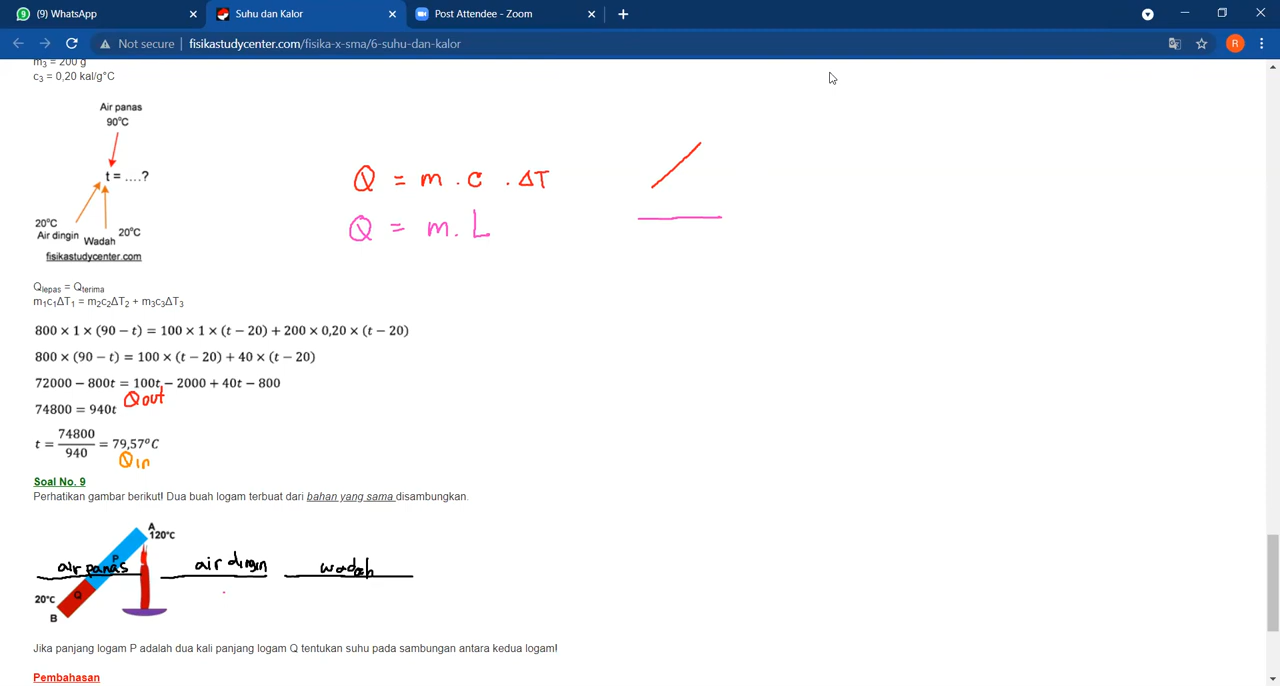 (9) WhatsApp
Suhu dan Kalor
Post Attendee - Zoom
Not secure
fisikastudycenter.com/fisika-x-sma/6-suhu-dan-kalor
R
m₃ = 200 g
c₃ = 0,20 kal/g°C
Air panas
90°C
t = ....?
20°C
Air dingin
Wadah
20°C
fisikastudycenter.com
Q = m . c . ΔT
Q = m . L
Qlepas = Qterima
m₁c₁ΔT₁ = m₂c₂ΔT₂ + m₃c₃ΔT₃
800 × 1 × (90 − t) = 100 × 1 × (t − 20) + 200 × 0,20 × (t − 20)
800 × (90 − t) = 100 × (t − 20) + 40 × (t − 20)
72000 − 800t = 100t − 2000 + 40t − 800
Qout
74800 = 940t
t = 74800/940 = 79,57°C
Qin
Soal No. 9
Perhatikan gambar berikut! Dua buah logam terbuat dari bahan yang sama disambungkan.
A
120°C
P
air panas
air dingin
wadah
Q
20°C
B
Jika panjang logam P adalah dua kali panjang logam Q tentukan suhu pada sambungan antara kedua logam!
Pembahasan